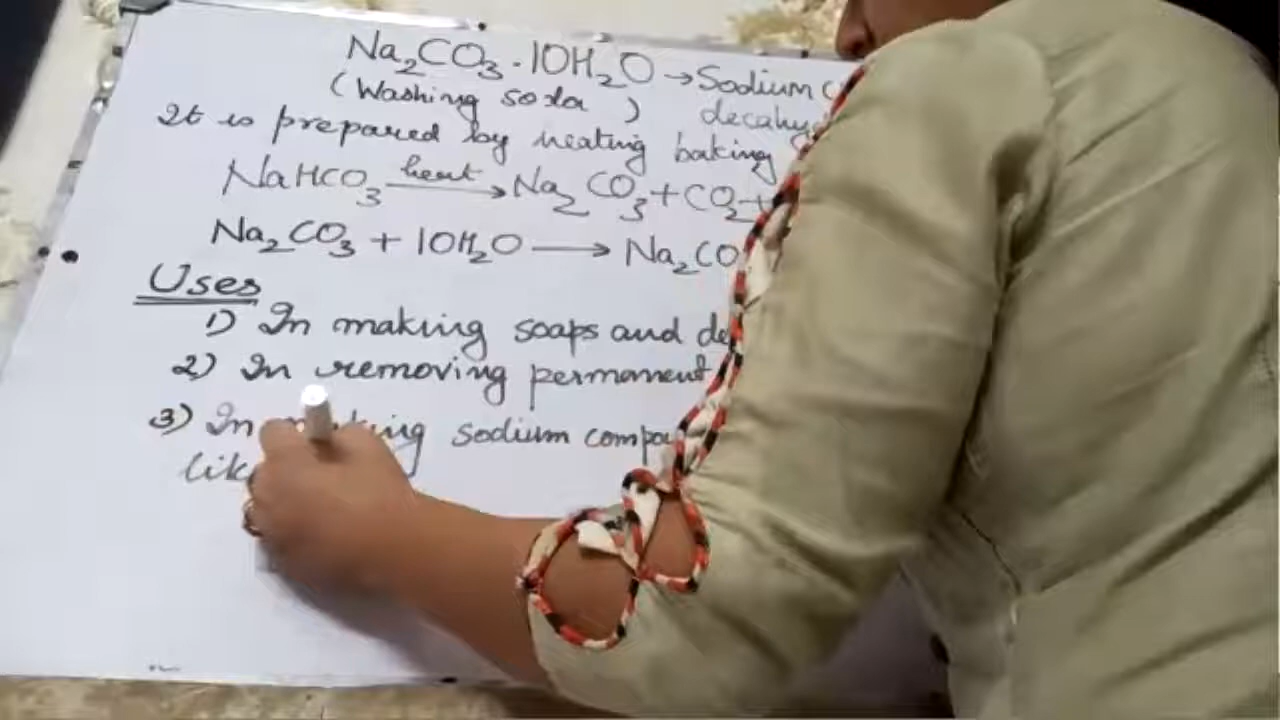 Na₂CO₃·10H₂O → Sodium
(Washing soda) decahy
It is prepared by heating baking
NaHCO₃ heat→ Na₂CO₃ + CO₂ +
Na₂CO₃ + 10H₂O → Na₂CO
Uses
1) In making soaps and de
2) In removing permanent
3) In making sodium compo
lik